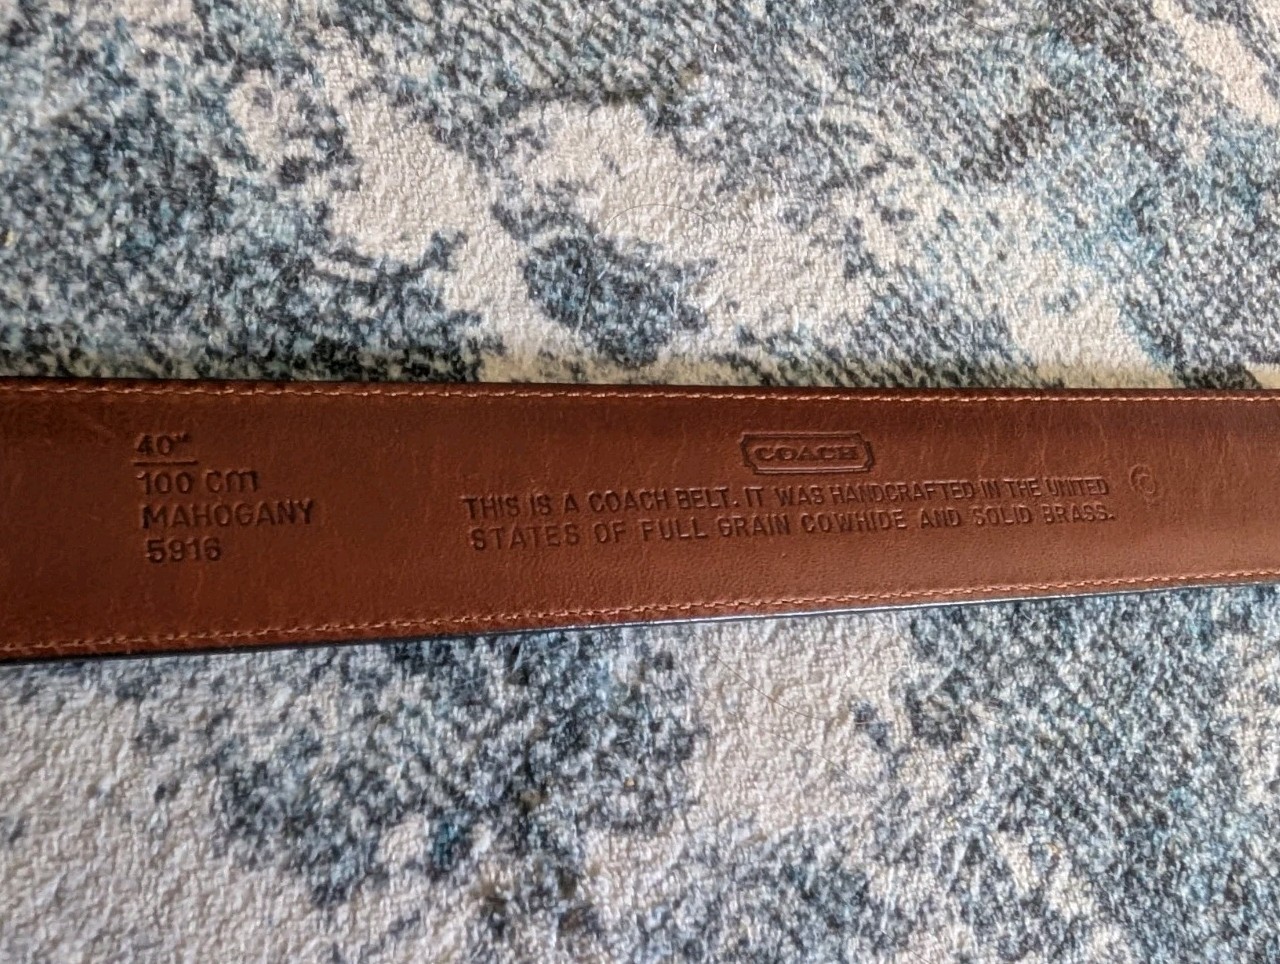 40"
100 cm
MAHOGANY
5916
COACH
THIS IS A COACH BELT. IT WAS HANDCRAFTED IN THE UNITED
STATES OF FULL GRAIN COWHIDE AND SOLID BRASS.
©